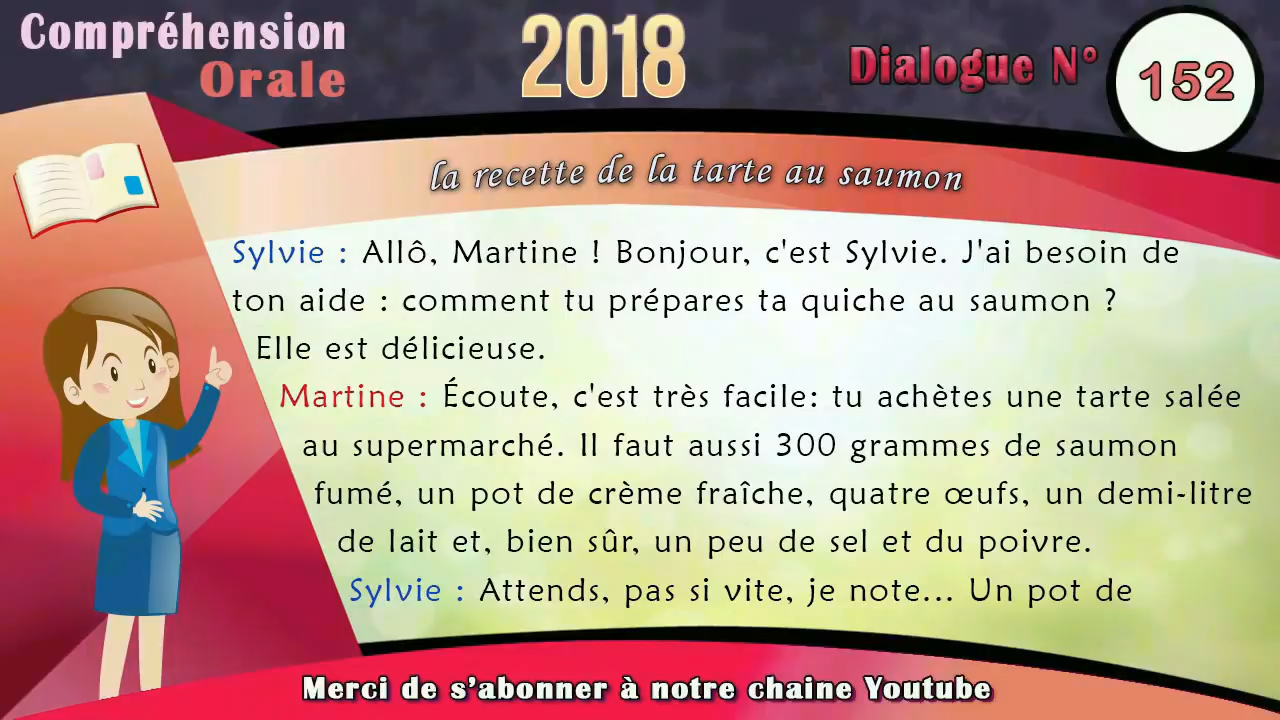 Compréhension
Orale
2018
Dialogue N°
152
la recette de la tarte au saumon
Sylvie : Allô, Martine ! Bonjour, c'est Sylvie. J'ai besoin de
ton aide : comment tu prépares ta quiche au saumon ?
Elle est délicieuse.
Martine : Écoute, c'est très facile: tu achètes une tarte salée
au supermarché. Il faut aussi 300 grammes de saumon
fumé, un pot de crème fraîche, quatre œufs, un demi-litre
de lait et, bien sûr, un peu de sel et du poivre.
Sylvie : Attends, pas si vite, je note... Un pot de
Merci de s'abonner à notre chaine Youtube